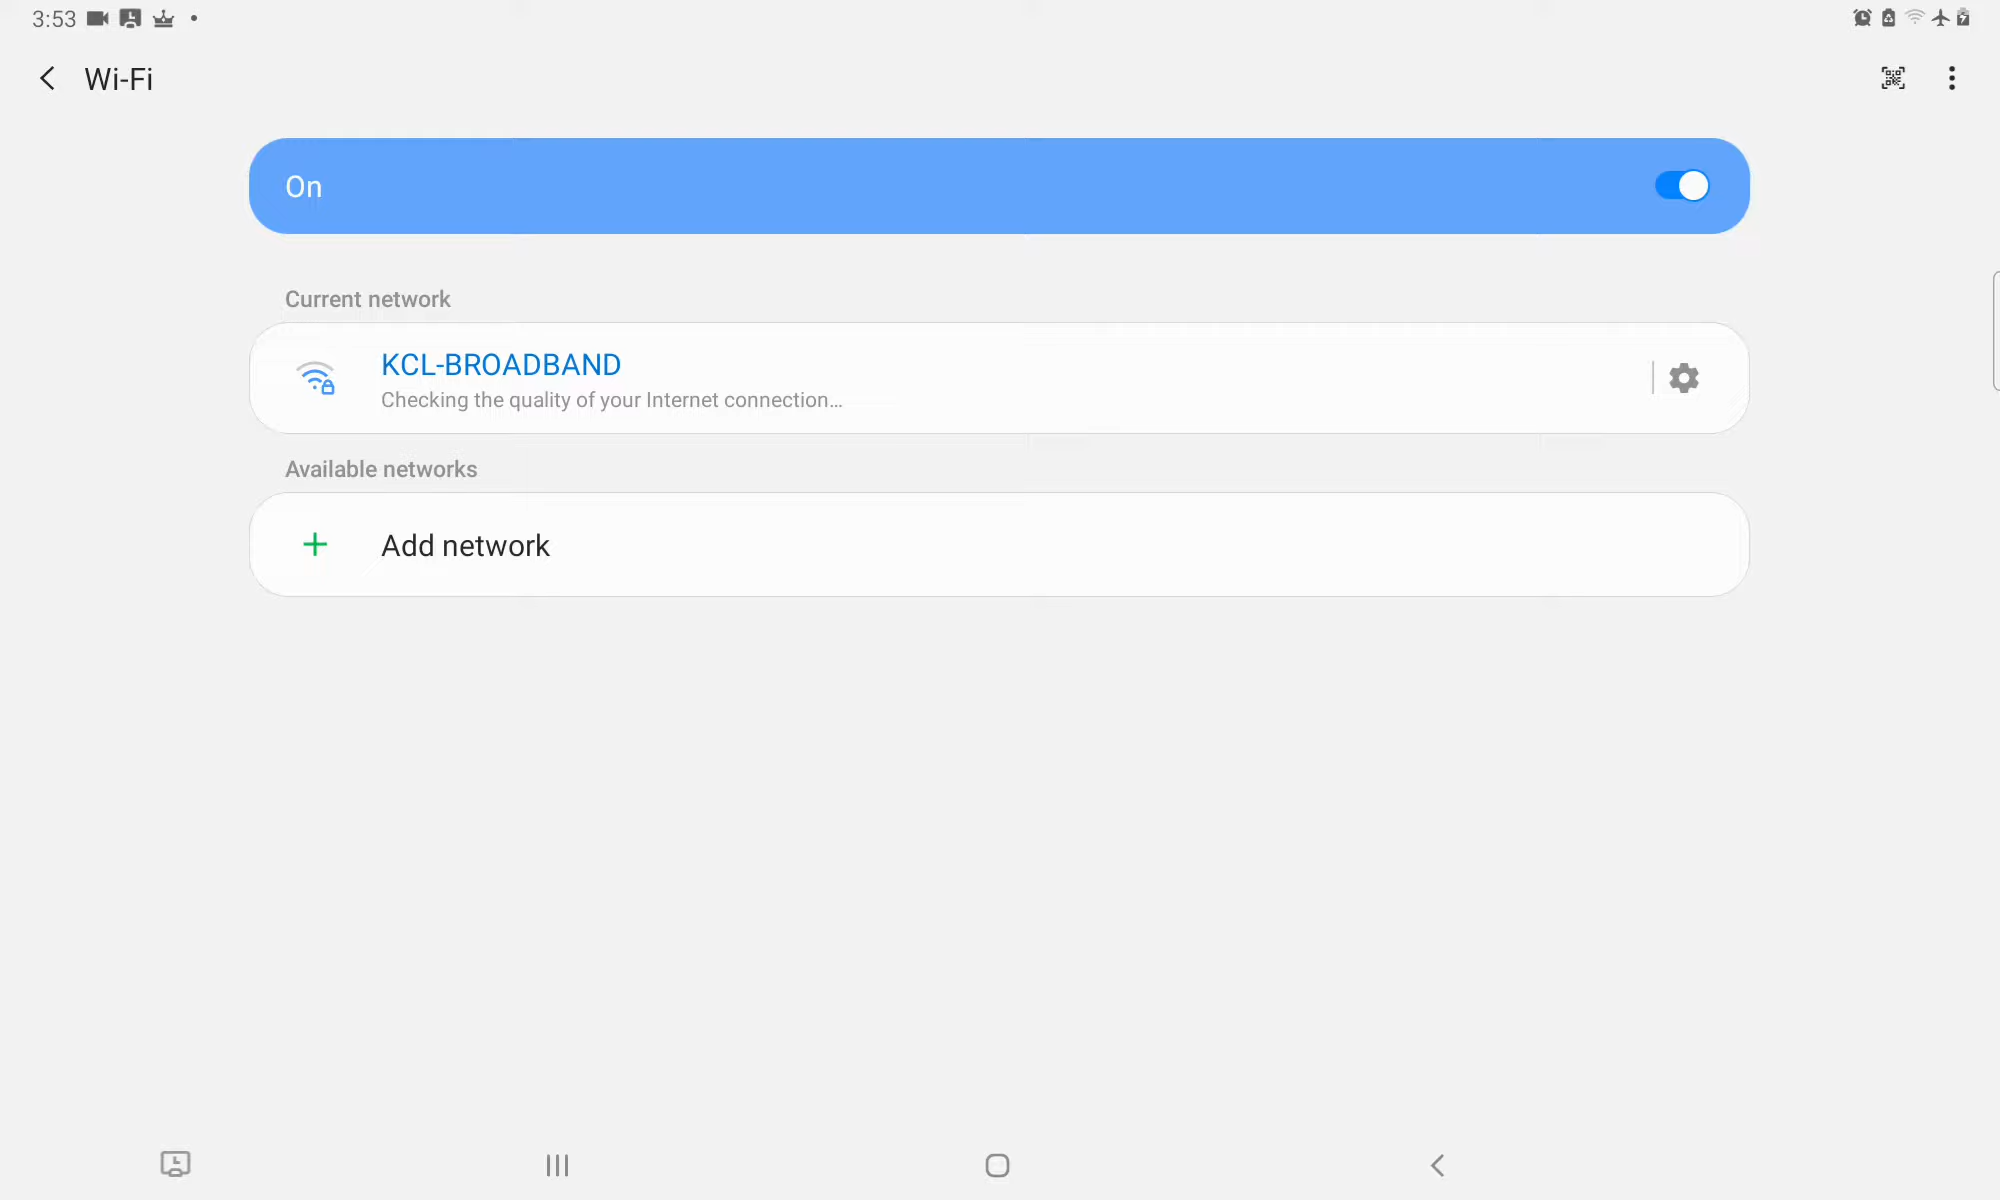 3:53
Wi-Fi
On
Current network
KCL-BROADBAND
Checking the quality of your Internet connection...
Available networks
Add network